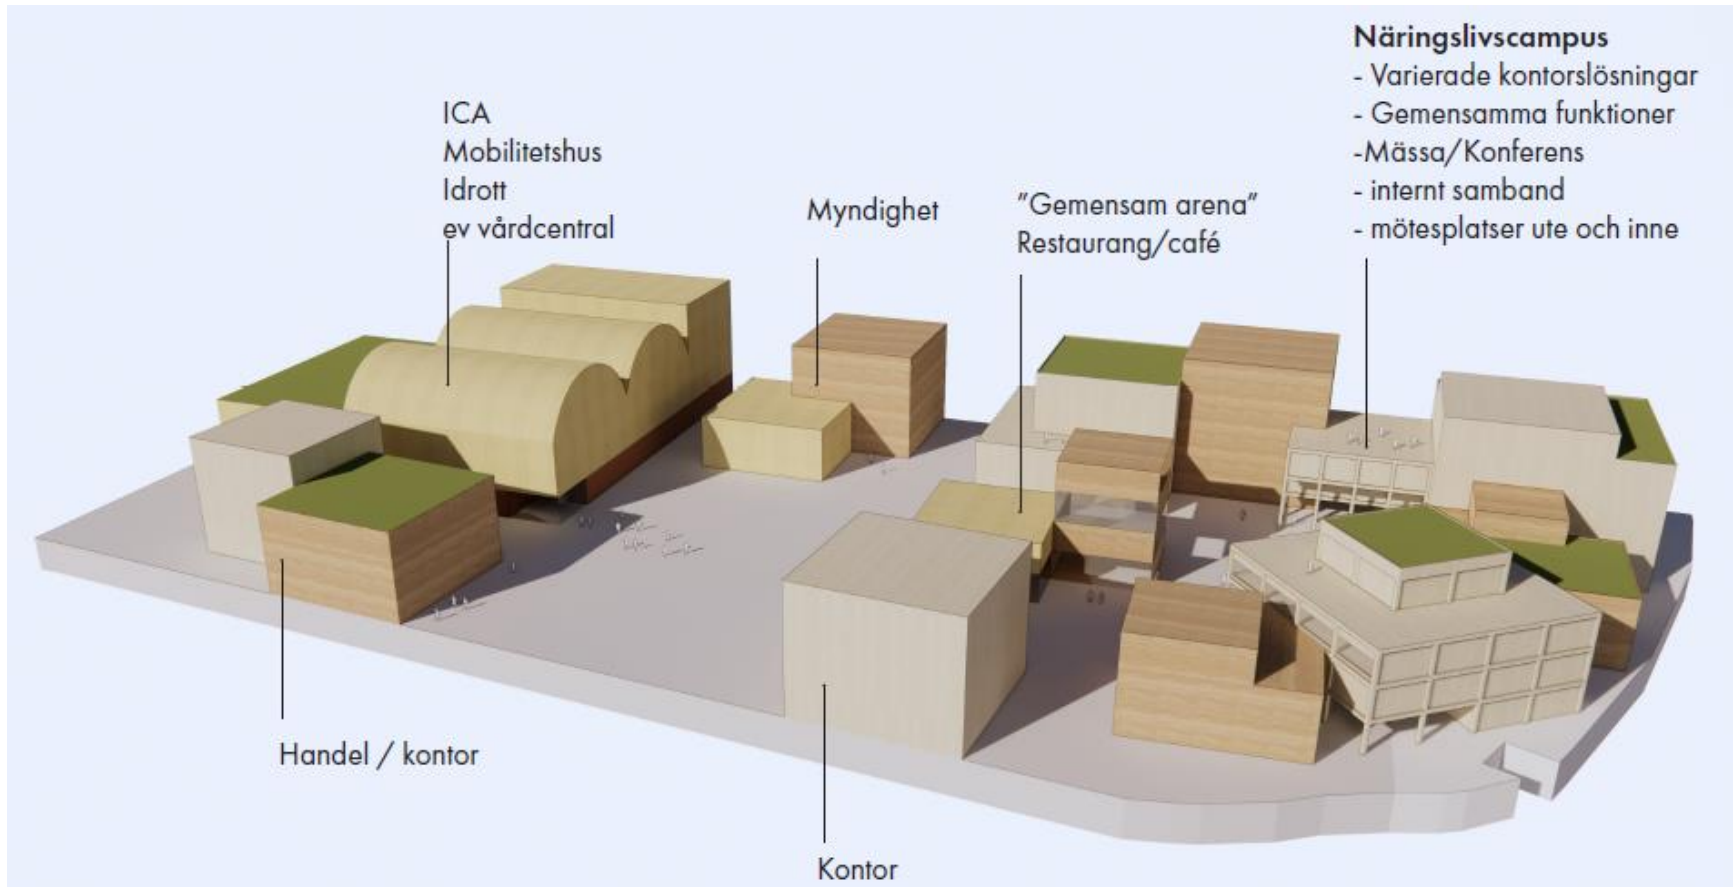 ICA
Mobilitetshus
Idrott
ev vårdcentral
Myndighet
”Gemensam arena”
Restaurang/café
Näringslivscampus
- Varierade kontorslösningar
- Gemensamma funktioner
-Mässa/Konferens
- internt samband
- mötesplatser ute och inne
Handel / kontor
Kontor